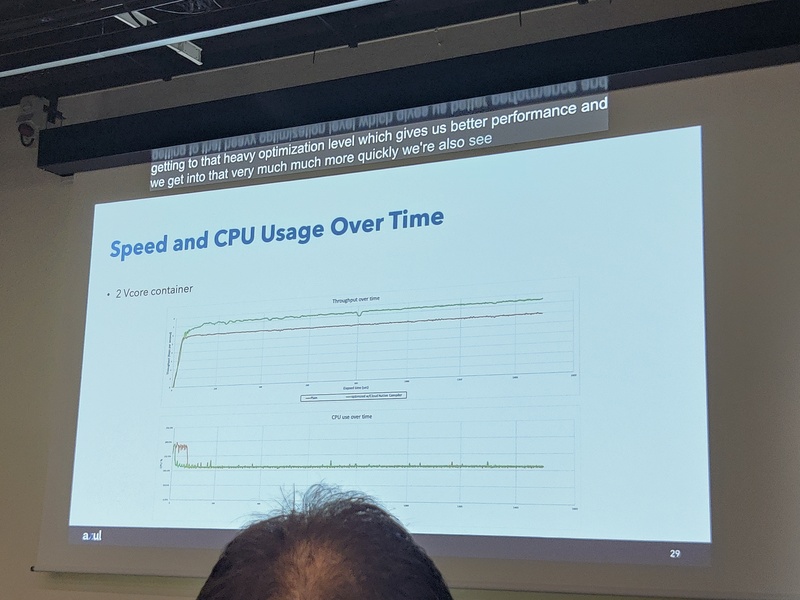 getting to that heavy optimization level which gives us better performance and
we get into that very much much more quickly we're also see
Speed and CPU Usage Over Time
• 2 Vcore container
Throughput over time
Elapsed time (sec)
CPU use over time
azul
29